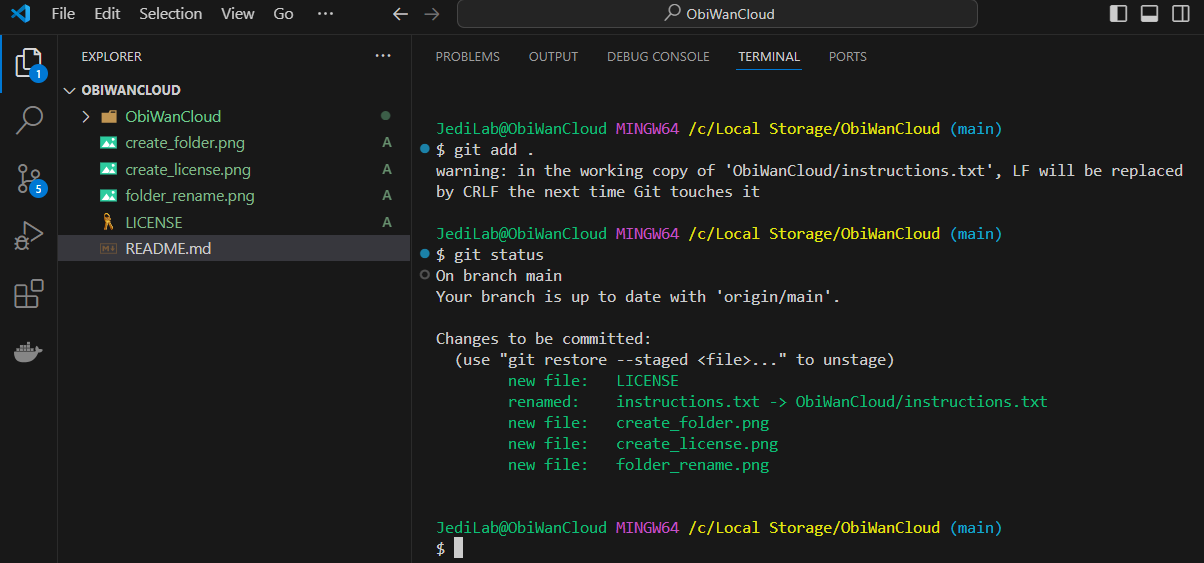 File Edit Selection View Go ···
ObiWanCloud
EXPLORER ···
OBIWANCLOUD
ObiWanCloud
create_folder.png A
create_license.png A
folder_rename.png A
LICENSE A
README.md
1
5
PROBLEMS OUTPUT DEBUG CONSOLE TERMINAL PORTS
JediLab@ObiWanCloud MINGW64 /c/Local Storage/ObiWanCloud (main)
$ git add .
warning: in the working copy of 'ObiWanCloud/instructions.txt', LF will be replaced
by CRLF the next time Git touches it
JediLab@ObiWanCloud MINGW64 /c/Local Storage/ObiWanCloud (main)
$ git status
On branch main
Your branch is up to date with 'origin/main'.
Changes to be committed:
(use "git restore --staged <file>..." to unstage)
new file: LICENSE
renamed: instructions.txt -> ObiWanCloud/instructions.txt
new file: create_folder.png
new file: create_license.png
new file: folder_rename.png
JediLab@ObiWanCloud MINGW64 /c/Local Storage/ObiWanCloud (main)
$